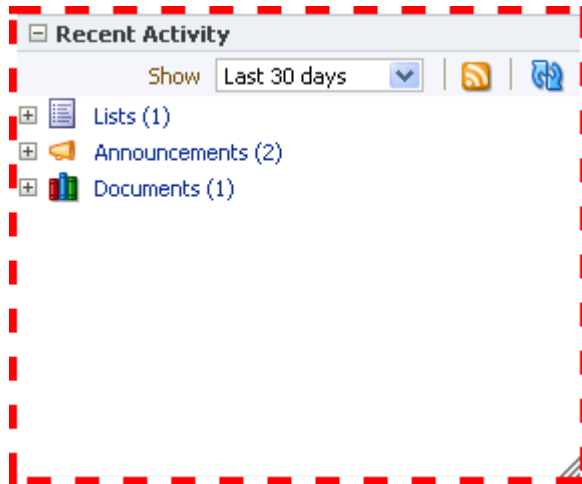 Recent Activity
Show Last 30 days
Lists (1)
Announcements (2)
Documents (1)